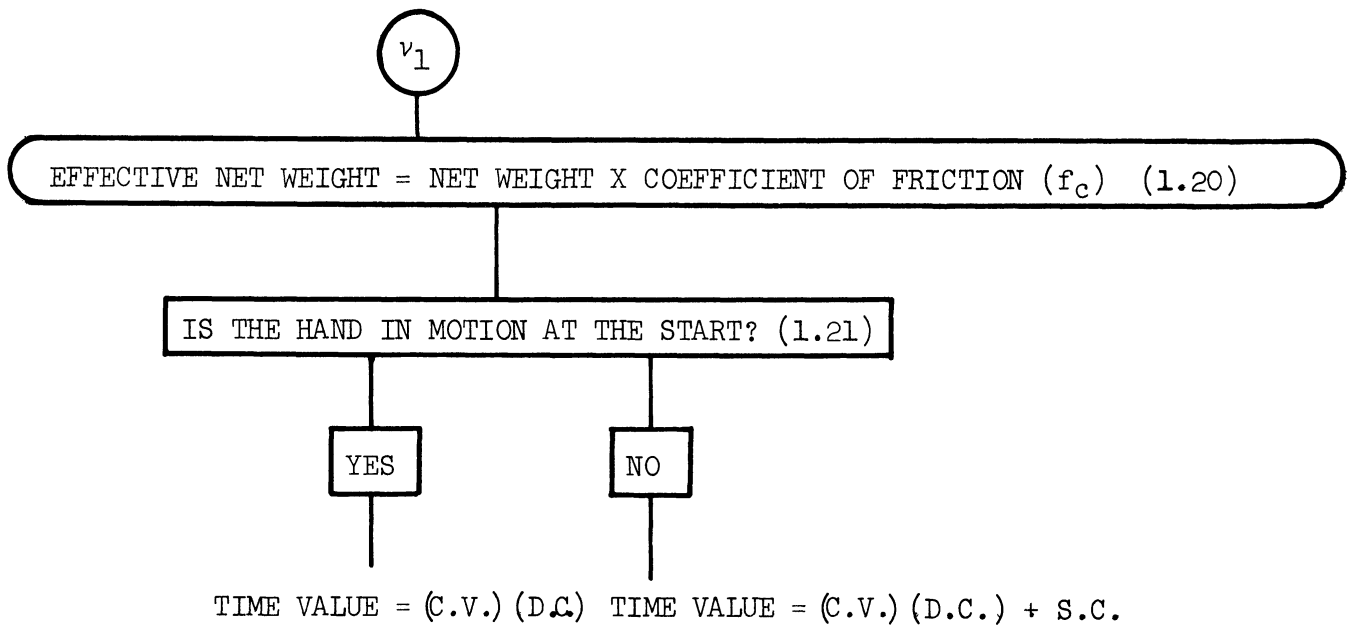 ν1
EFFECTIVE NET WEIGHT = NET WEIGHT X COEFFICIENT OF FRICTION (fc) (1.20)
IS THE HAND IN MOTION AT THE START? (1.21)
YES
NO
TIME VALUE = (C.V.) (D.C.) TIME VALUE = (C.V.) (D.C.) + S.C.